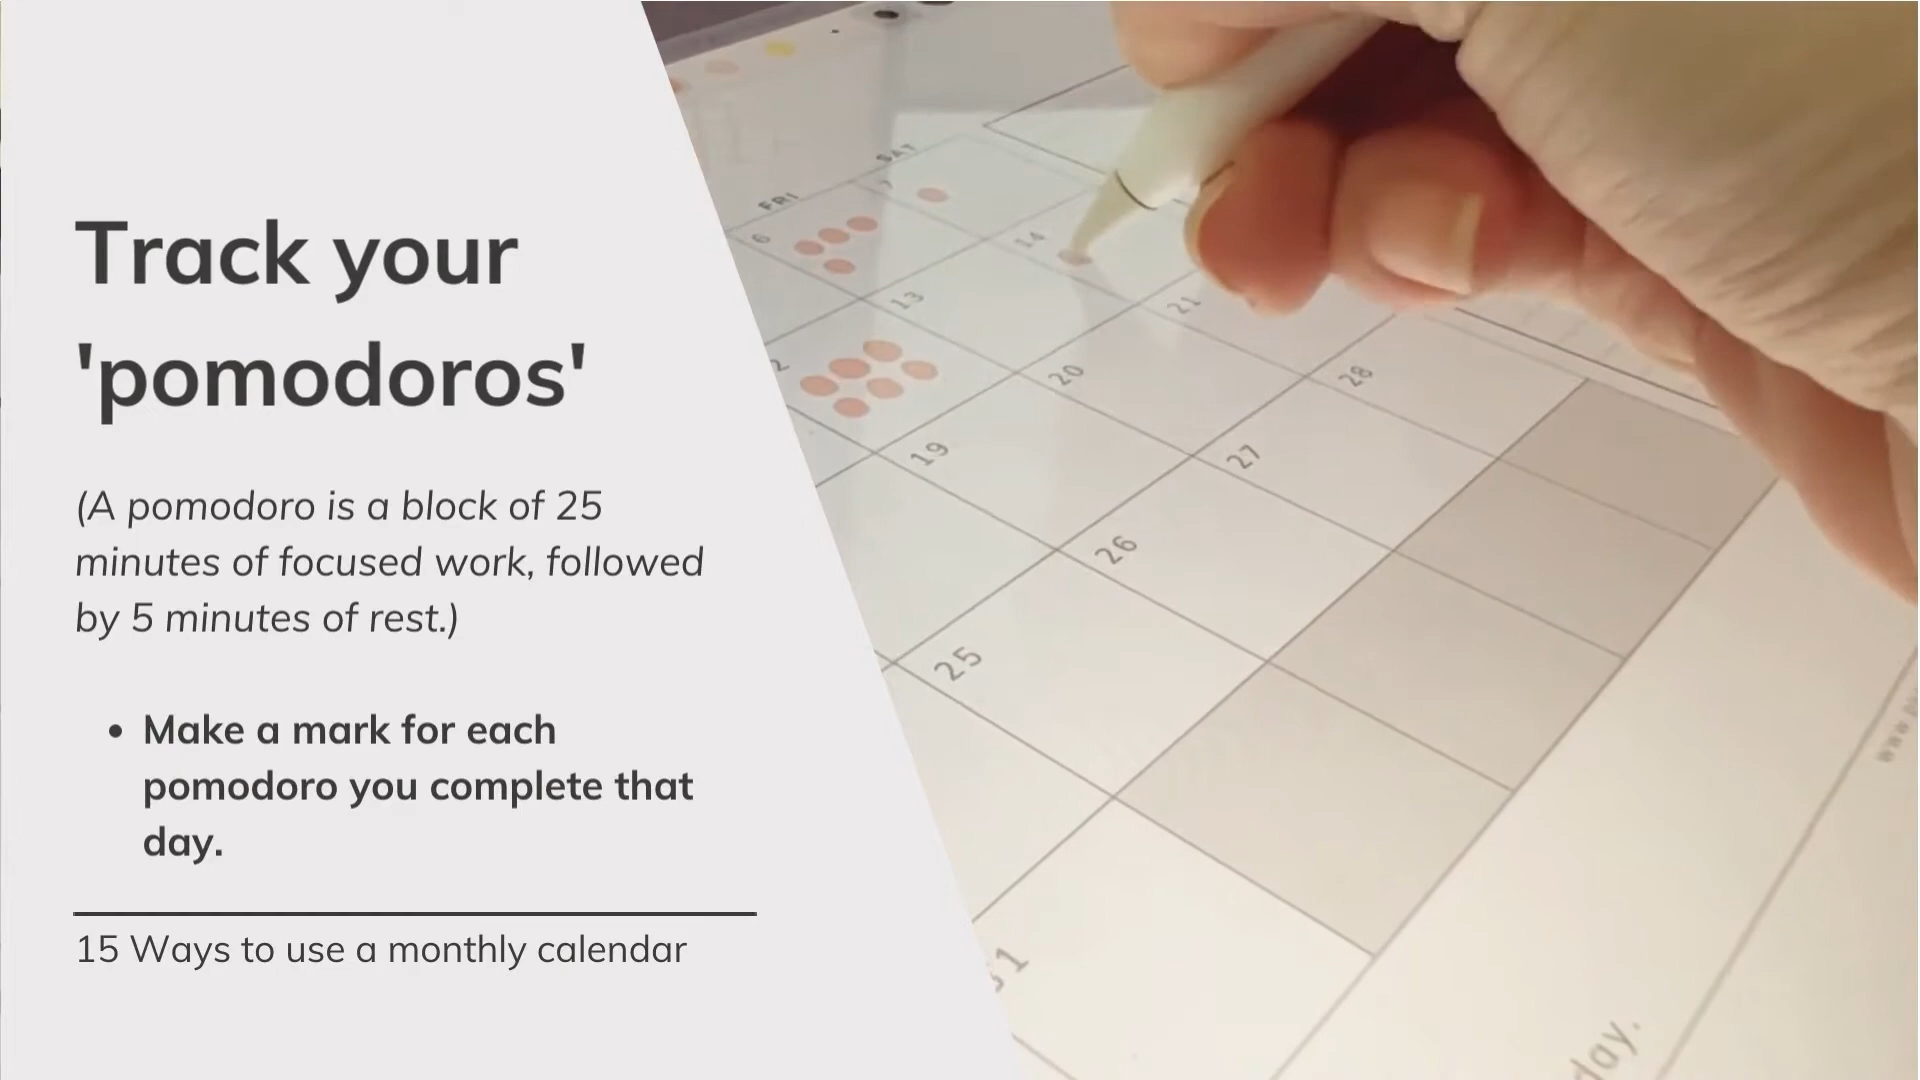 Track your
'pomodoros'
(A pomodoro is a block of 25
minutes of focused work, followed
by 5 minutes of rest.)
• Make a mark for each
pomodoro you complete that
day.
15 Ways to use a monthly calendar
FRI
SAT
6
7
13
14
19
20
21
25
26
27
28
day.